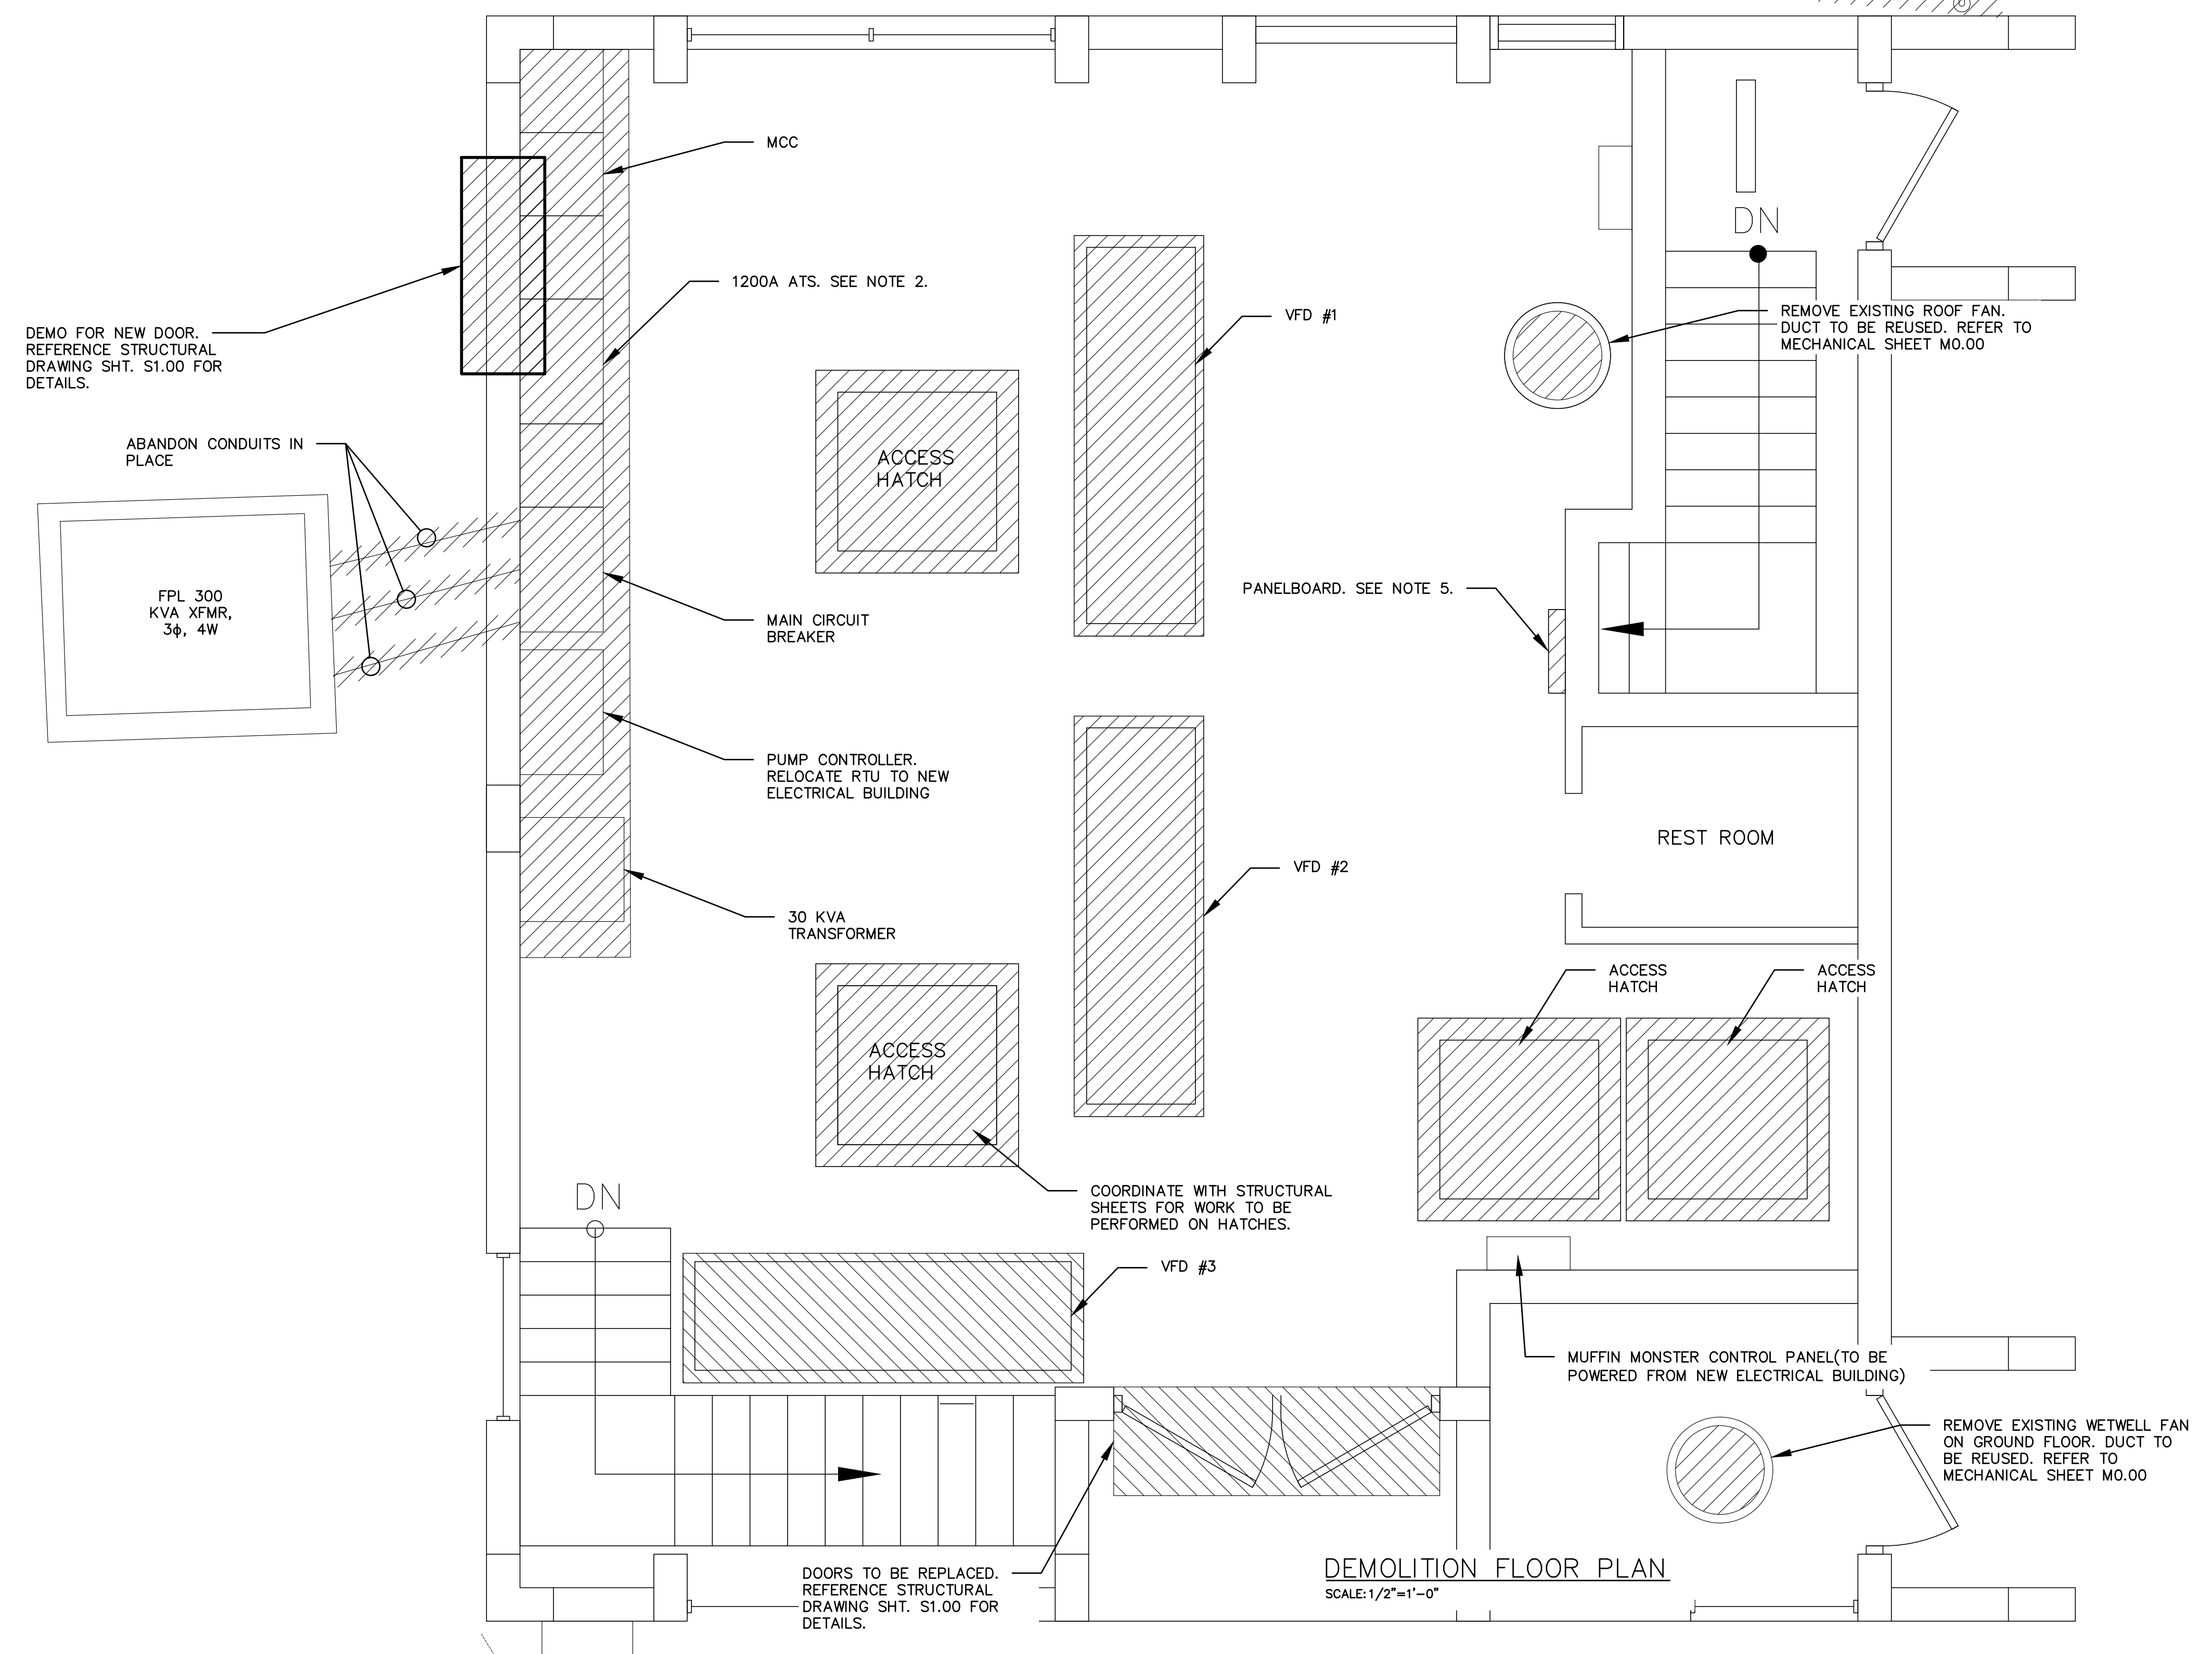 MCC
1200A ATS. SEE NOTE 2.
DEMO FOR NEW DOOR.
REFERENCE STRUCTURAL
DRAWING SHT. S1.00 FOR
DETAILS.
ABANDON CONDUITS IN
PLACE
FPL 300
KVA XFMR,
3ϕ, 4W
ACCESS
HATCH
VFD #1
DN
REMOVE EXISTING ROOF FAN.
DUCT TO BE REUSED. REFER TO
MECHANICAL SHEET M0.00
PANELBOARD. SEE NOTE 5.
MAIN CIRCUIT
BREAKER
PUMP CONTROLLER.
RELOCATE RTU TO NEW
ELECTRICAL BUILDING
REST ROOM
VFD #2
30 KVA
TRANSFORMER
ACCESS
HATCH
ACCESS
HATCH
ACCESS
HATCH
COORDINATE WITH STRUCTURAL
SHEETS FOR WORK TO BE
PERFORMED ON HATCHES.
DN
VFD #3
MUFFIN MONSTER CONTROL PANEL(TO BE
POWERED FROM NEW ELECTRICAL BUILDING)
REMOVE EXISTING WETWELL FAN
ON GROUND FLOOR. DUCT TO
BE REUSED. REFER TO
MECHANICAL SHEET M0.00
DOORS TO BE REPLACED.
REFERENCE STRUCTURAL
DRAWING SHT. S1.00 FOR
DETAILS.
DEMOLITION FLOOR PLAN
SCALE:1/2"=1'-0"